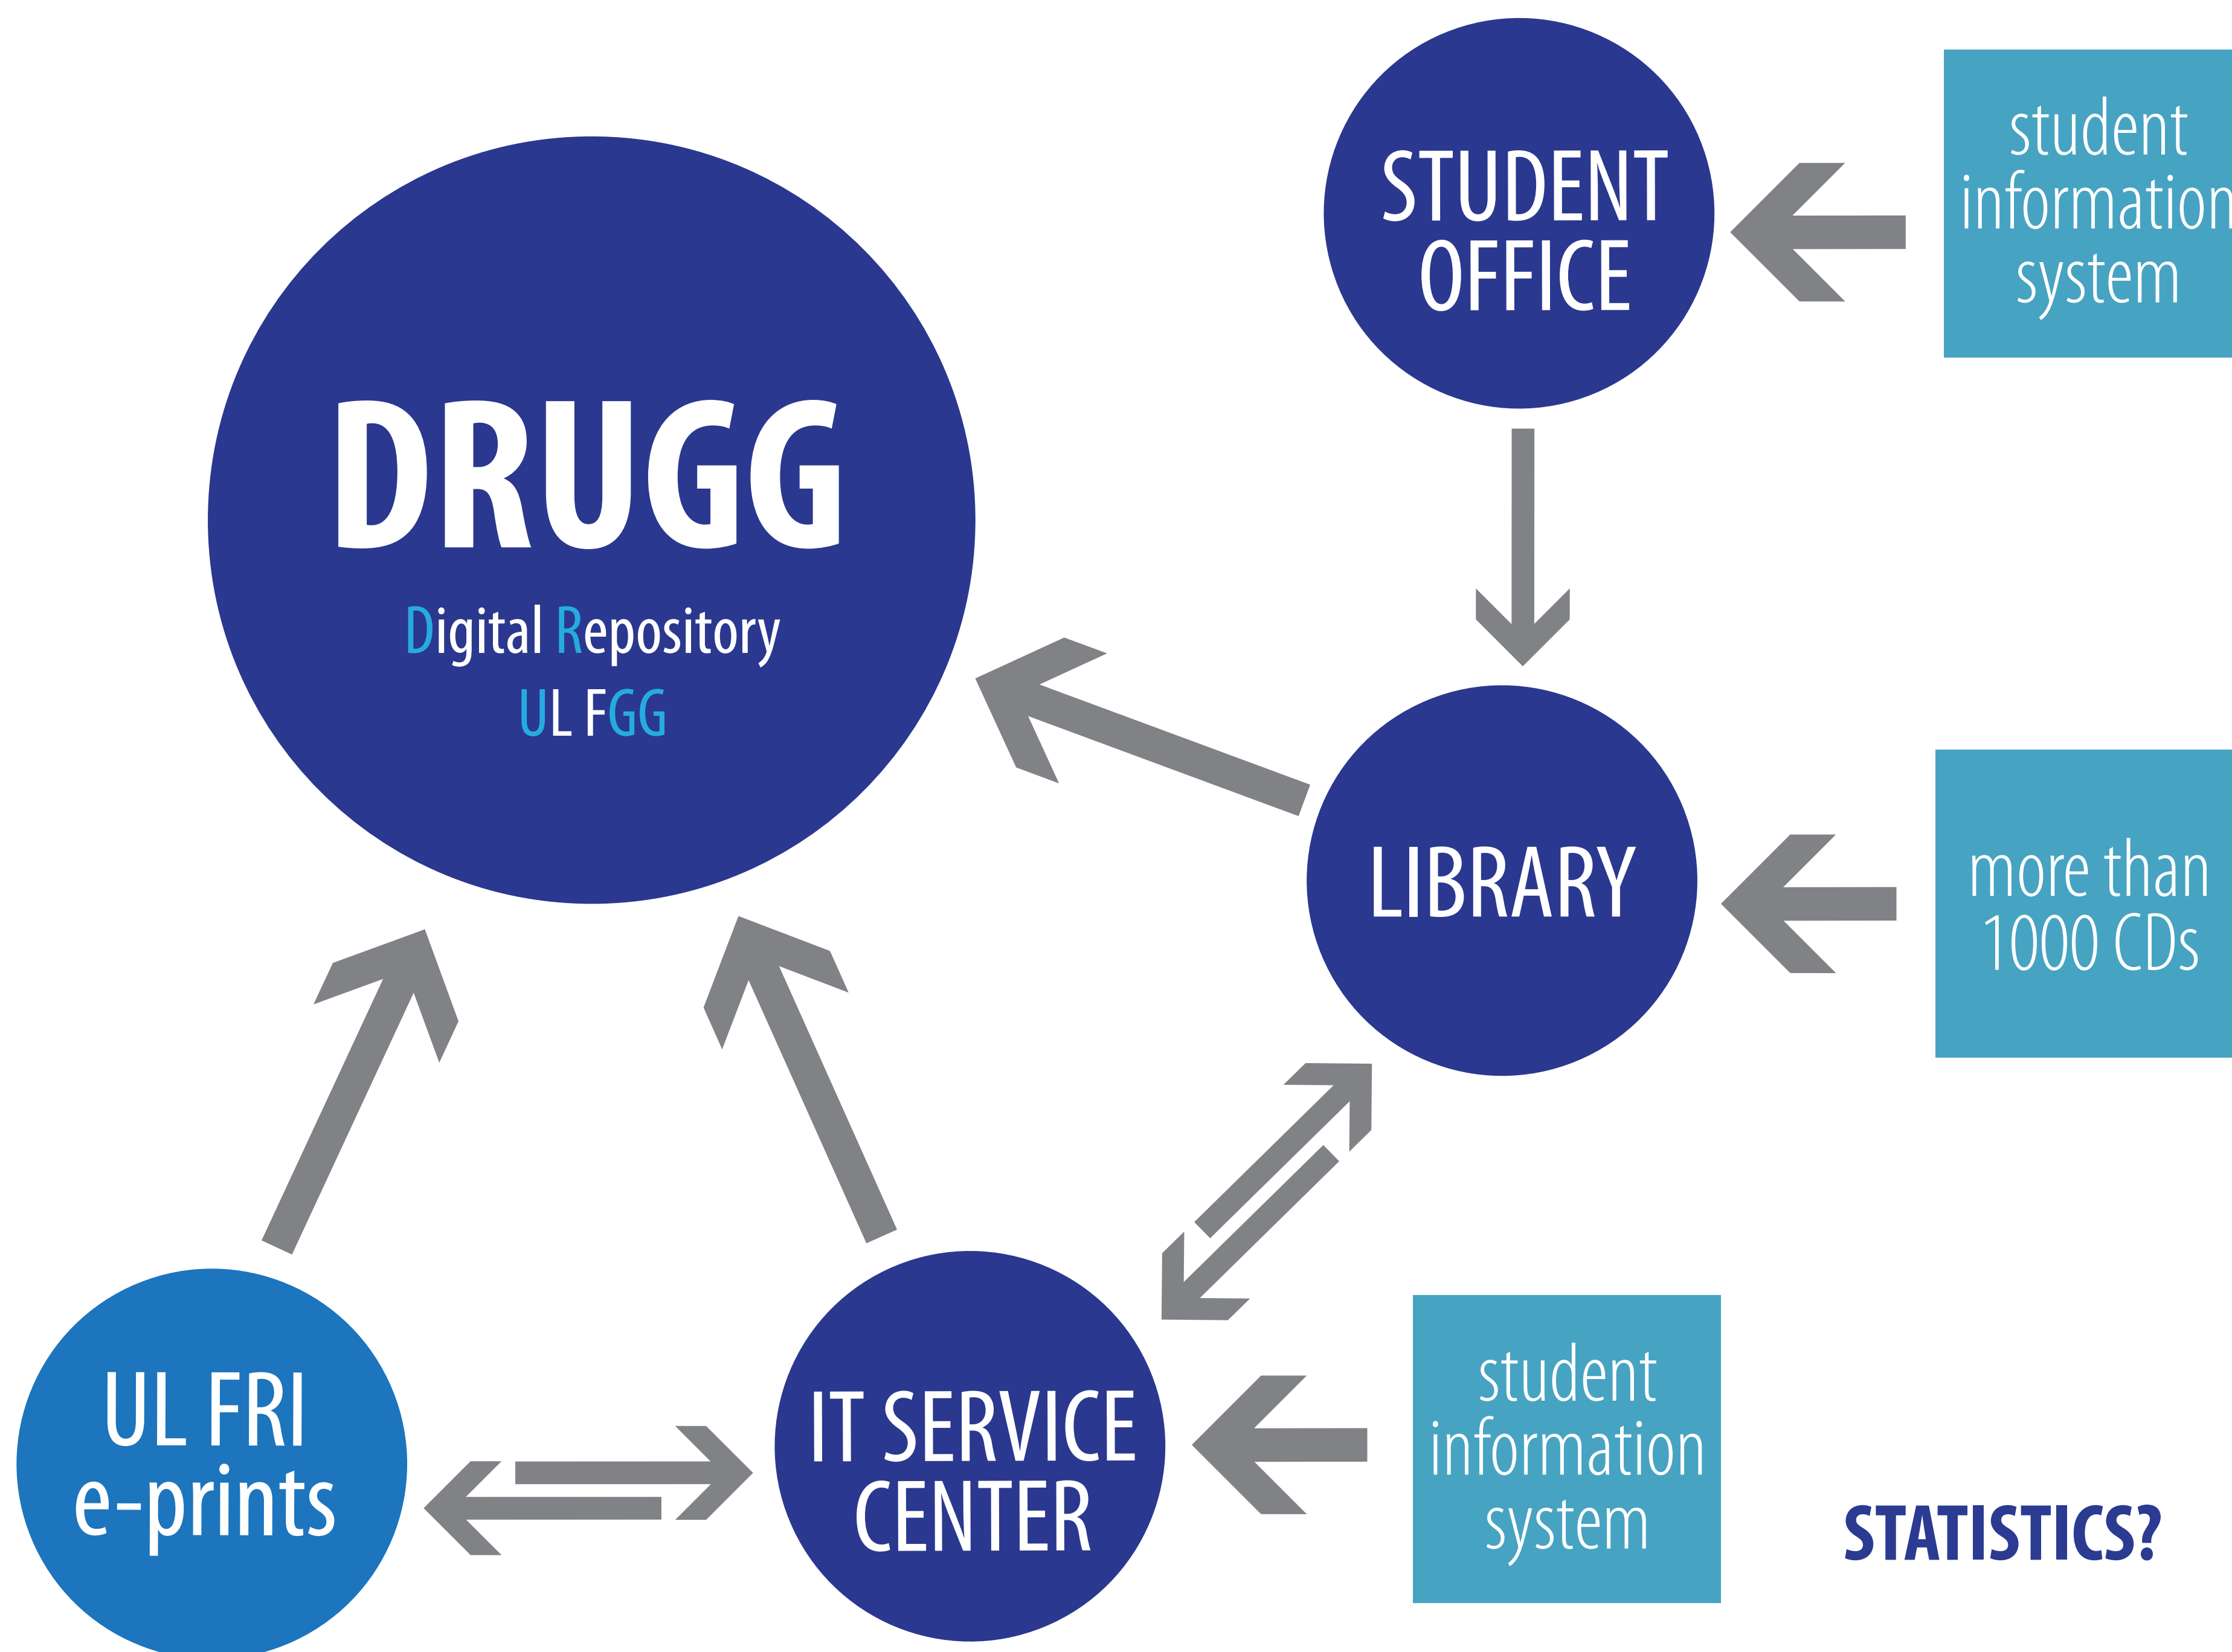 STUDENT
OFFICE
student
information
system
DRUGG
Digital Repository
UL FGG
LIBRARY
more than
1000 CDs
UL FRI
e-prints
IT SERVICE
CENTER
student
information
system
STATISTICS?